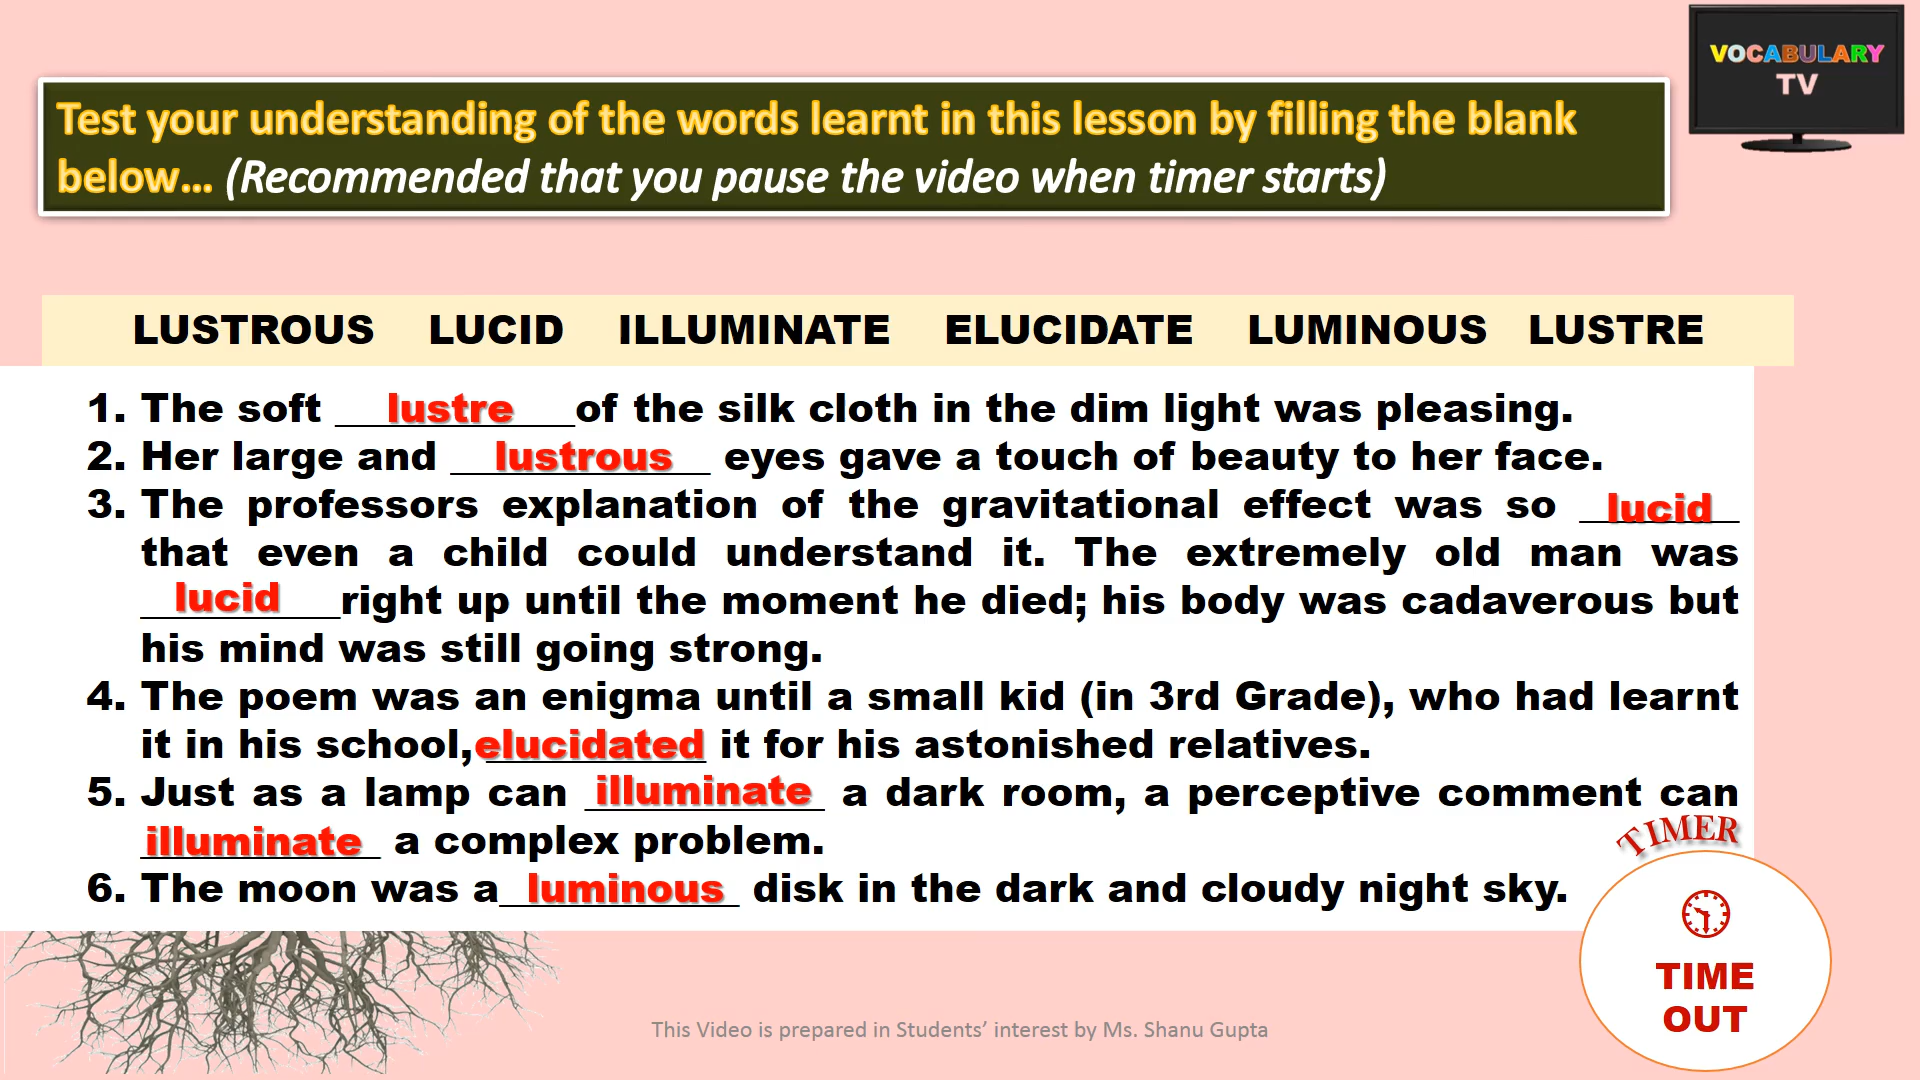 VOCABULARY
TV
Test your understanding of the words learnt in this lesson by filling the blank
below... (Recommended that you pause the video when timer starts)
LUSTROUS LUCID ILLUMINATE ELUCIDATE LUMINOUS LUSTRE
1. The soft lustre of the silk cloth in the dim light was pleasing.
2. Her large and lustrous eyes gave a touch of beauty to her face.
3. The professors explanation of the gravitational effect was so lucid
that even a child could understand it. The extremely old man was
lucid right up until the moment he died; his body was cadaverous but
his mind was still going strong.
4. The poem was an enigma until a small kid (in 3rd Grade), who had learnt
it in his school, elucidated it for his astonished relatives.
5. Just as a lamp can illuminate a dark room, a perceptive comment can
illuminate a complex problem.
6. The moon was a luminous disk in the dark and cloudy night sky.
TIMER
TIME
OUT
This Video is prepared in Students’ interest by Ms. Shanu Gupta